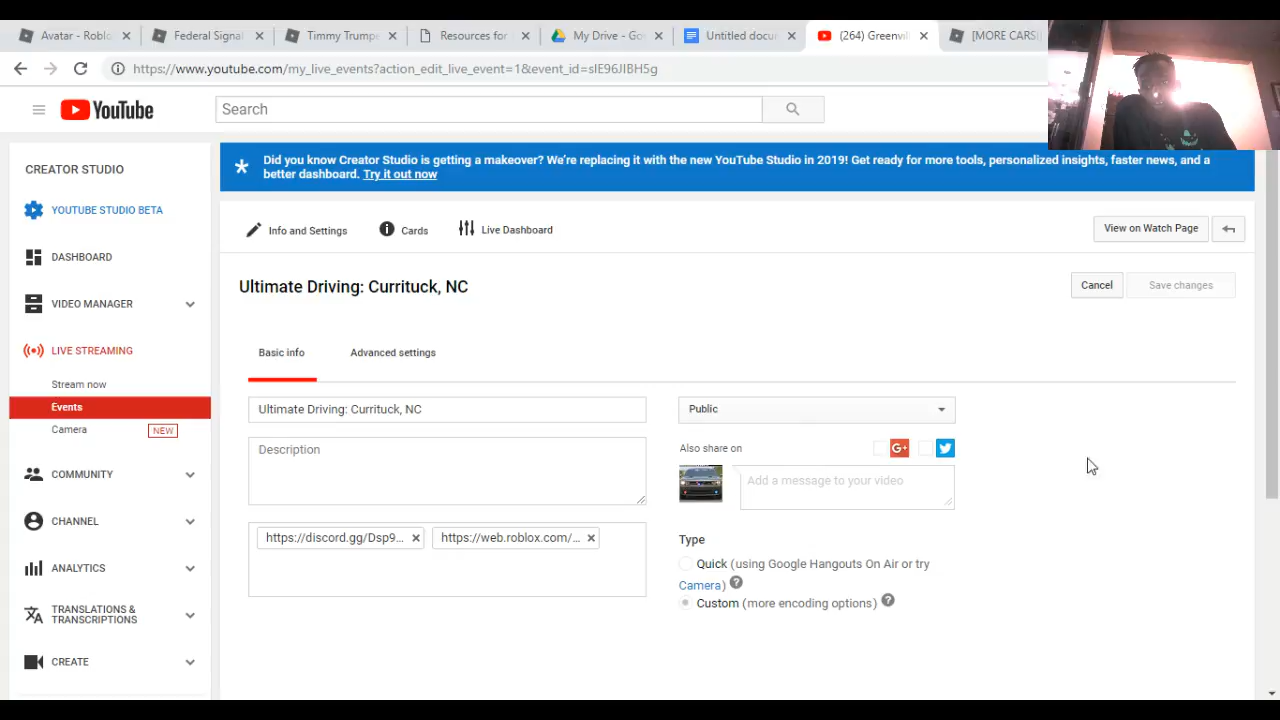 Avatar - Roblo
Federal Signal
Timmy Trumpe
Resources for
My Drive - Go
Untitled docu
(264) Greenvil
[MORE CARS!
https://www.youtube.com/my_live_events?action_edit_live_event=1&event_id=sIE96JIBH5g
YouTube
Search
CREATOR STUDIO
YOUTUBE STUDIO BETA
DASHBOARD
VIDEO MANAGER
LIVE STREAMING
Stream now
Events
Camera NEW
COMMUNITY
CHANNEL
ANALYTICS
TRANSLATIONS &
TRANSCRIPTIONS
CREATE
Did you know Creator Studio is getting a makeover? We're replacing it with the new YouTube Studio in 2019! Get ready for more tools, personalized insights, faster news, and a
better dashboard. Try it out now
Info and Settings
Cards
Live Dashboard
View on Watch Page
Ultimate Driving: Currituck, NC
Cancel
Save changes
Basic info
Advanced settings
Ultimate Driving: Currituck, NC
Description
https://discord.gg/Dsp9...
https://web.roblox.com/...
Public
Also share on
G+
Add a message to your video
Type
Quick (using Google Hangouts On Air or try
Camera) ?
Custom (more encoding options) ?